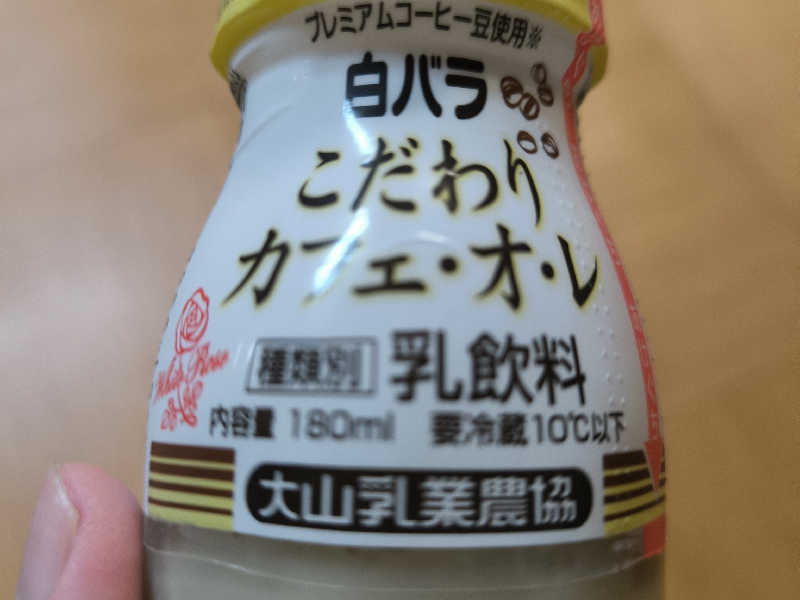 プレミアムコーヒー豆使用※
白バラ
こだわり
カフェ・オ・レ
White Rose
種類別 乳飲料
内容量 180ml 要冷蔵10℃以下
大山乳業農協